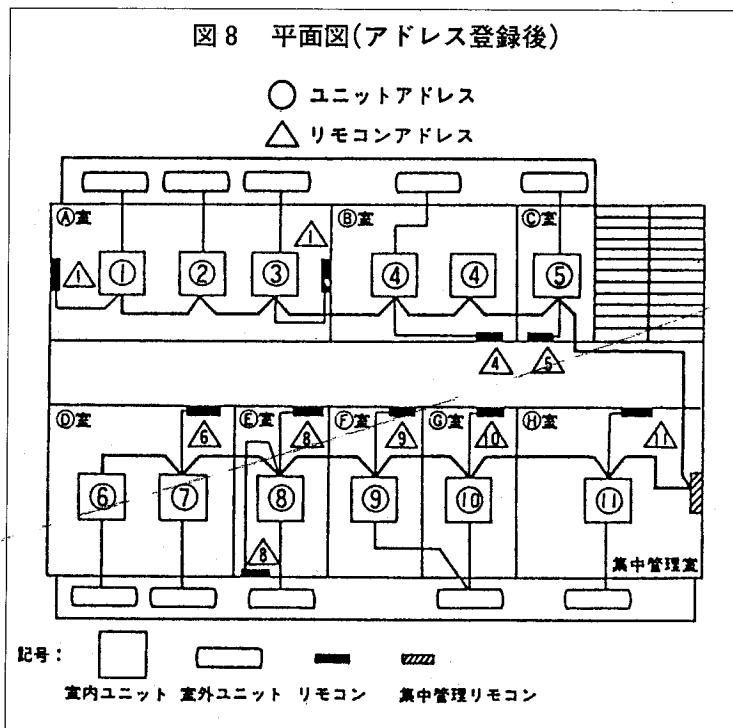 図8 平面図(アドレス登録後)
○ ユニットアドレス
△ リモコンアドレス
Ⓐ室
Ⓑ室
Ⓒ室
1
1
①
②
③
④
④
⑤
4
5
Ⓓ室
Ⓔ室
Ⓕ室
Ⓖ室
Ⓗ室
6
8
9
10
11
⑥
⑦
⑧
⑨
⑩
⑪
8
集中管理室
記号:
室内ユニット 室外ユニット リモコン 集中管理リモコン